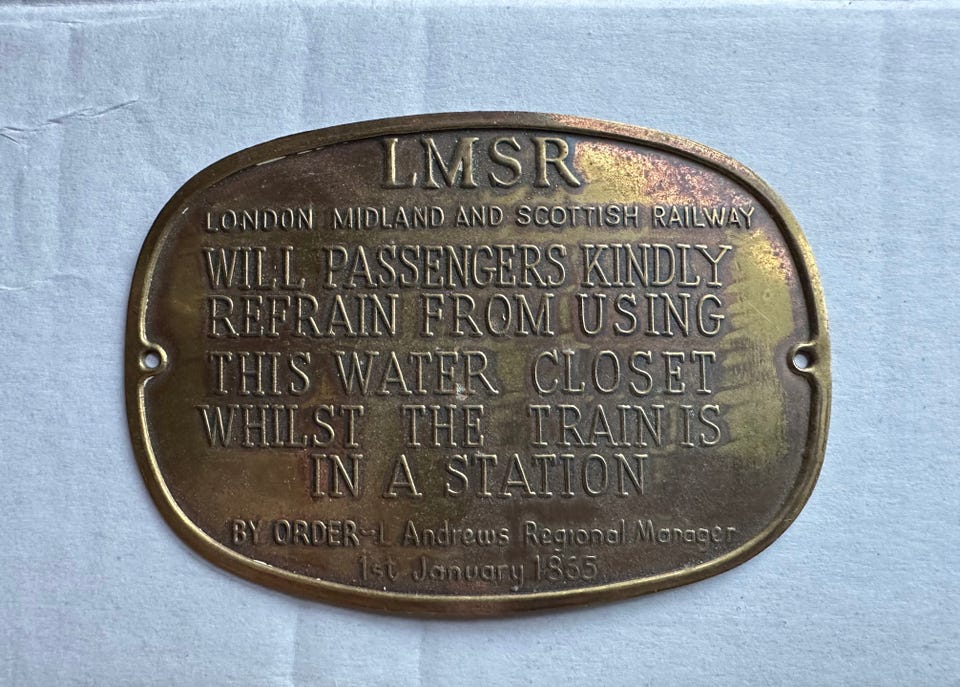 LMSR
LONDON MIDLAND AND SCOTTISH RAILWAY
WILL PASSENGERS KINDLY
REFRAIN FROM USING
THIS WATER CLOSET
WHILST THE TRAIN IS
IN A STATION
BY ORDER-L Andrews Regional Manager
1st January 1865